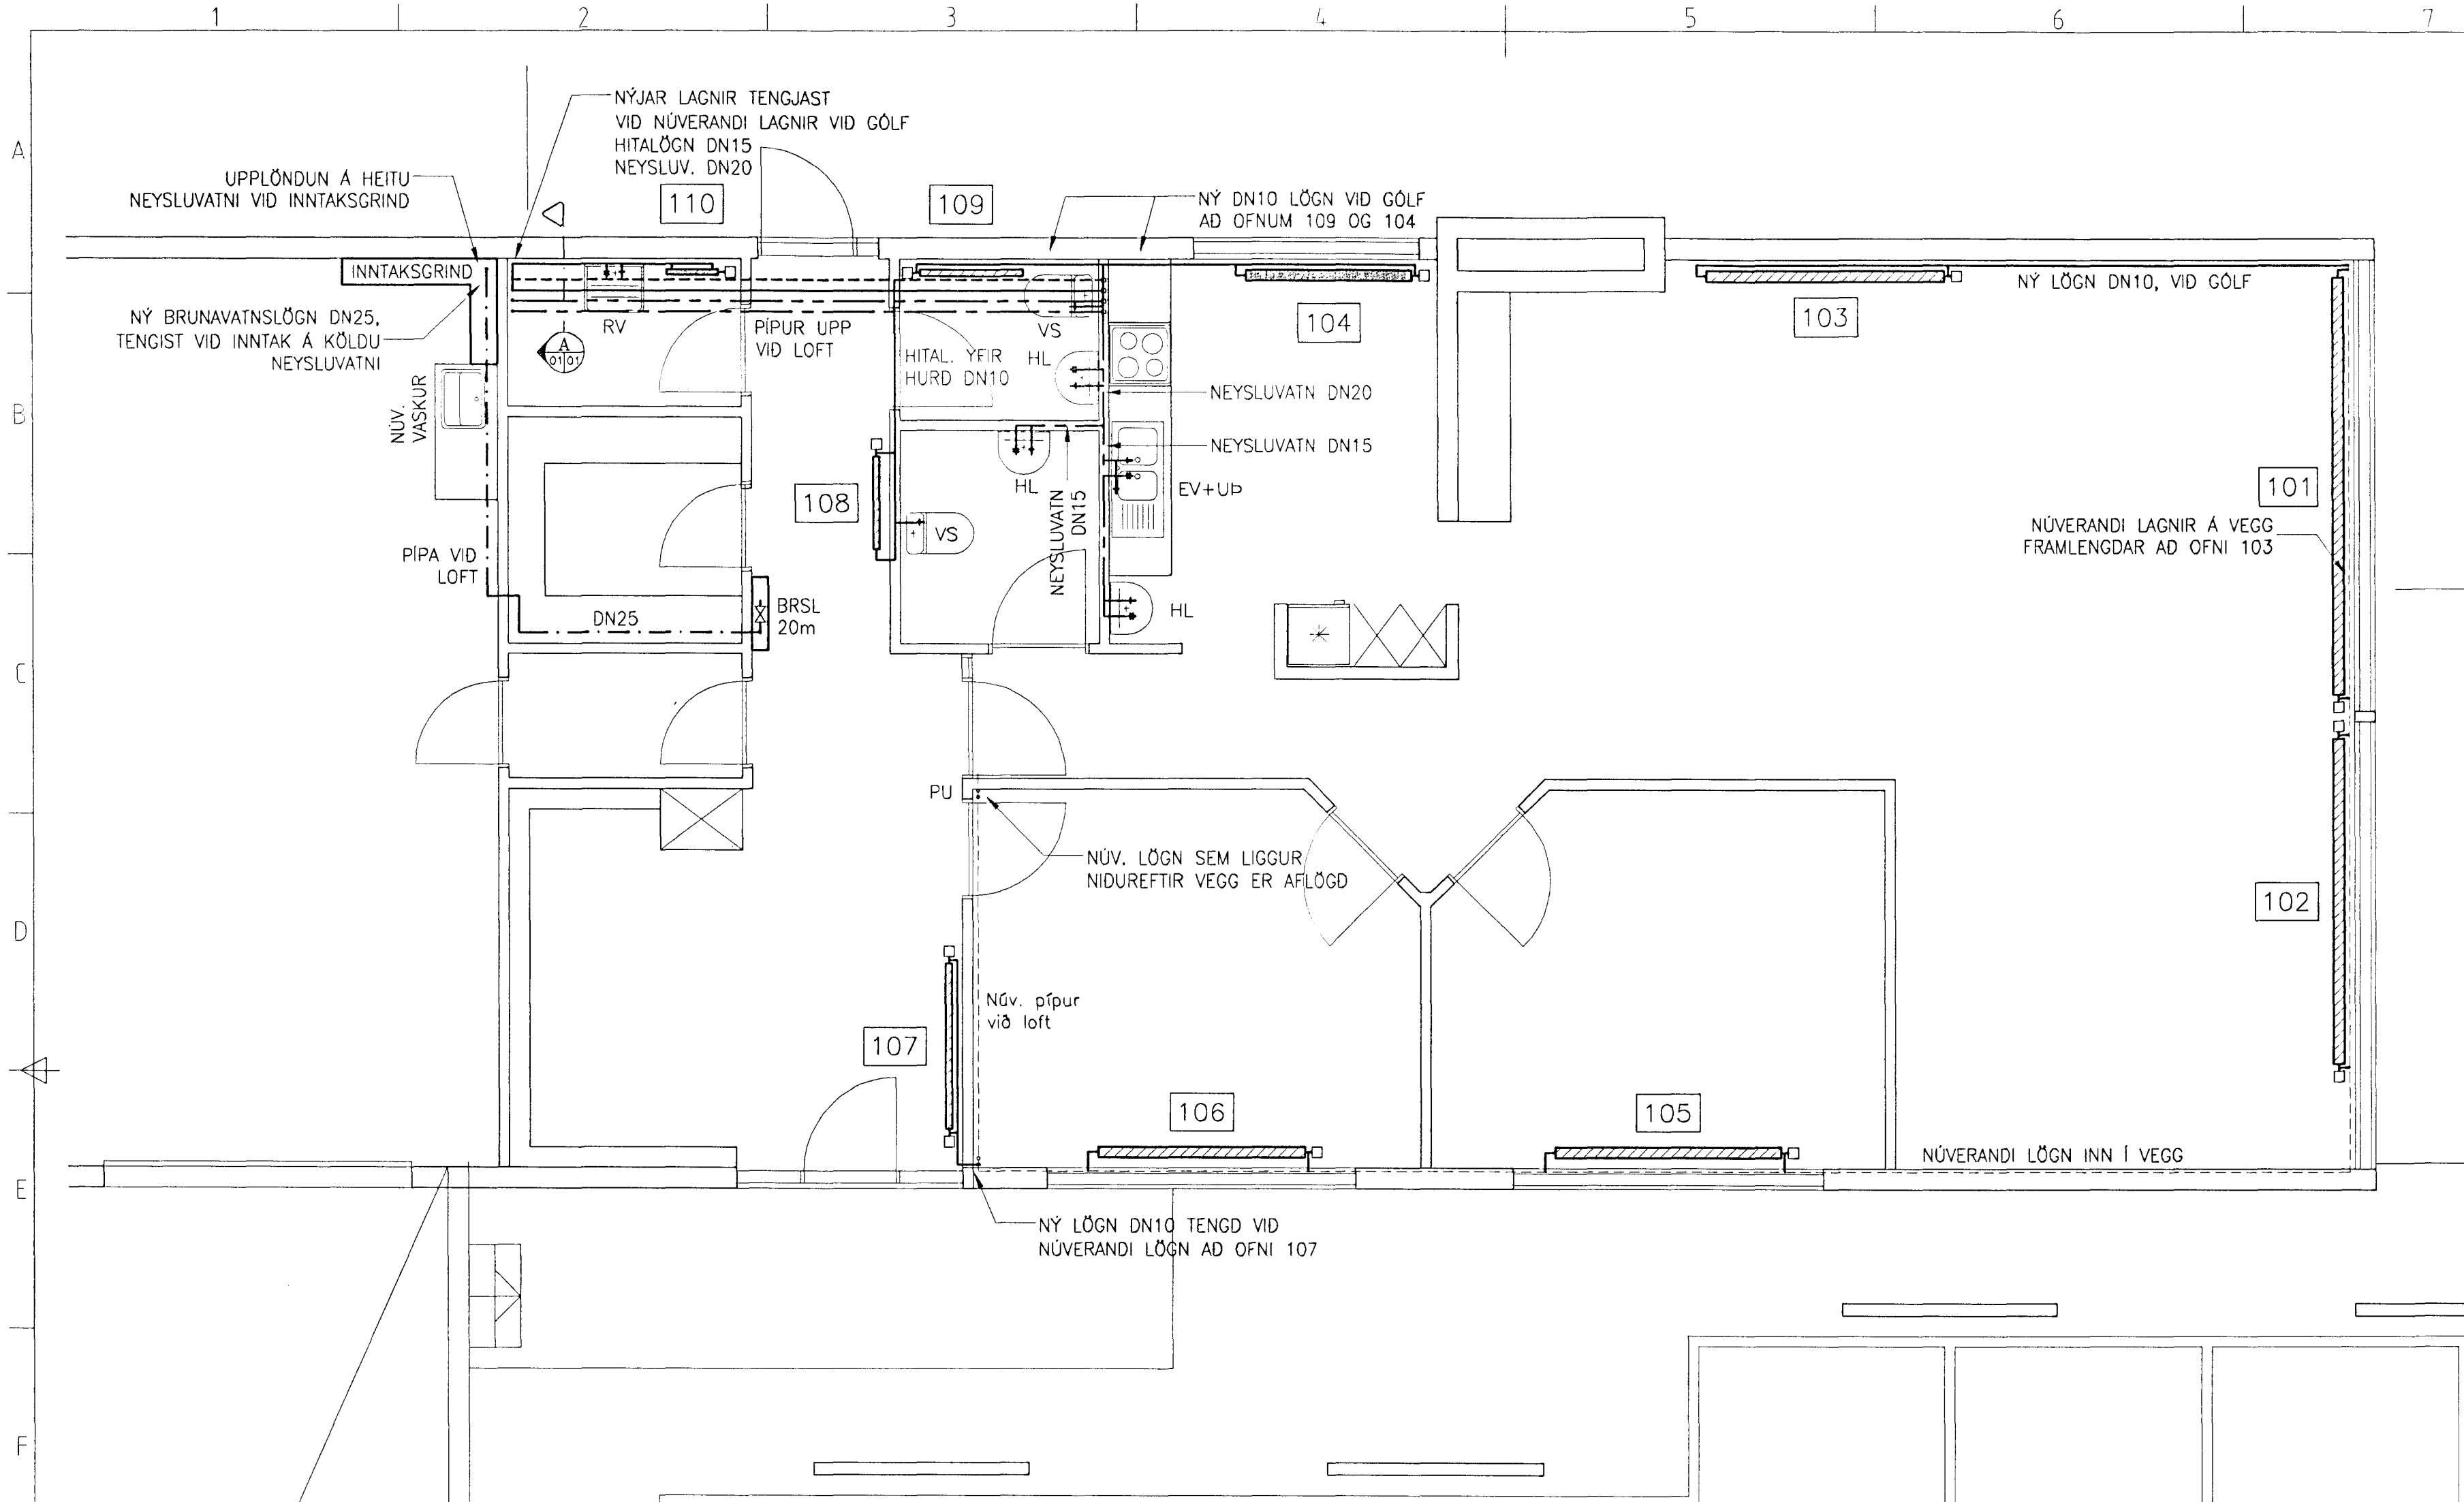 1
2
3
4
5
6
7
A
B
C
D
E
F
NÝJAR LAGNIR TENGJAST
VIÐ NÚVERANDI LAGNIR VIÐ GÓLF
HITALÖGN DN15
NEYSLUV. DN20
UPPLÖNDUN Á HEITU
NEYSLUVATNI VIÐ INNTAKSGRIND
110
109
NÝ DN10 LÖGN VIÐ GÓLF
AÐ OFNUM 109 OG 104
INNTAKSGRIND
NÝ BRUNAVATNSLÖGN DN25,
TENGIST VIÐ INNTAK Á KÖLDU
NEYSLUVATNI
RV
A
01 01
PÍPUR UPP
VIÐ LOFT
VS
HL
HITAL. YFIR
HURÐ DN10
104
103
NÝ LÖGN DN10, VIÐ GÓLF
NÚV.
VASKUR
NEYSLUVATN DN20
NEYSLUVATN DN15
HL
EV+UÞ
NEYSLUVATN
DN15
108
VS
101
NÚVERANDI LAGNIR Á VEGG
FRAMLENGDAR AÐ OFNI 103
PÍPA VIÐ
LOFT
DN25
BRSL
20m
HL
PU
NÚV. LÖGN SEM LIGGUR
NIÐUREFTIR VEGG ER AFLÖGÐ
102
Núv. pípur
við loft
107
106
105
NÚVERANDI LÖGN INN Í VEGG
NÝ LÖGN DN10 TENGD VIÐ
NÚVERANDI LÖGN AÐ OFNI 107